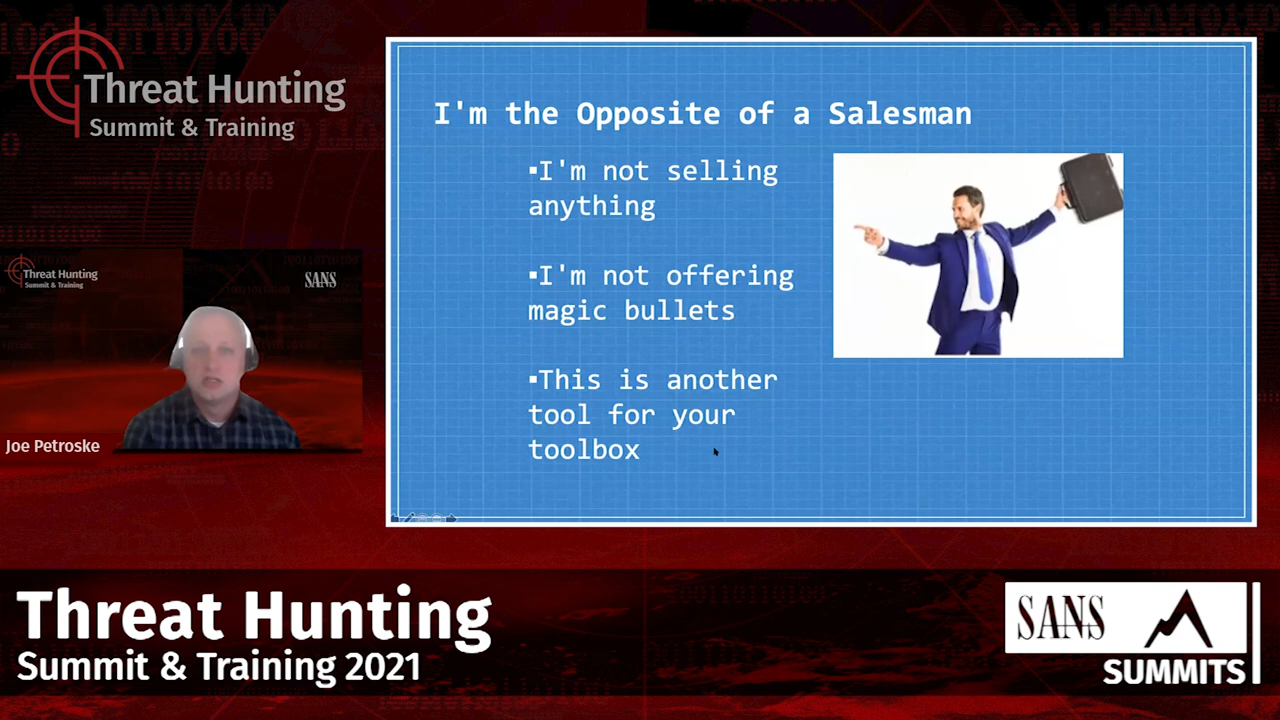 Threat Hunting
Summit & Training
I'm the Opposite of a Salesman
▪I'm not selling
anything
▪I'm not offering
magic bullets
▪This is another
tool for your
toolbox
Threat Hunting
Summit & Training
SANS
Joe Petroske
Threat Hunting
Summit & Training 2021
SANS
SUMMITS